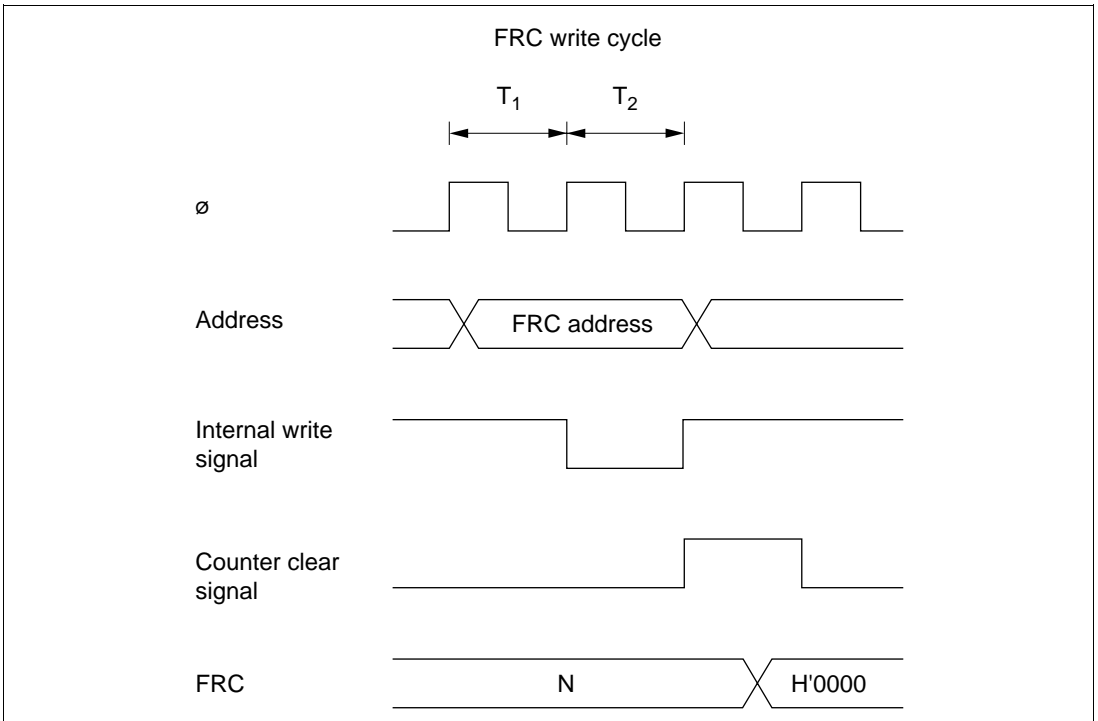 FRC write cycle
T₁ T₂
ø
Address
FRC address
Internal write
signal
Counter clear
signal
FRC
N
H'0000